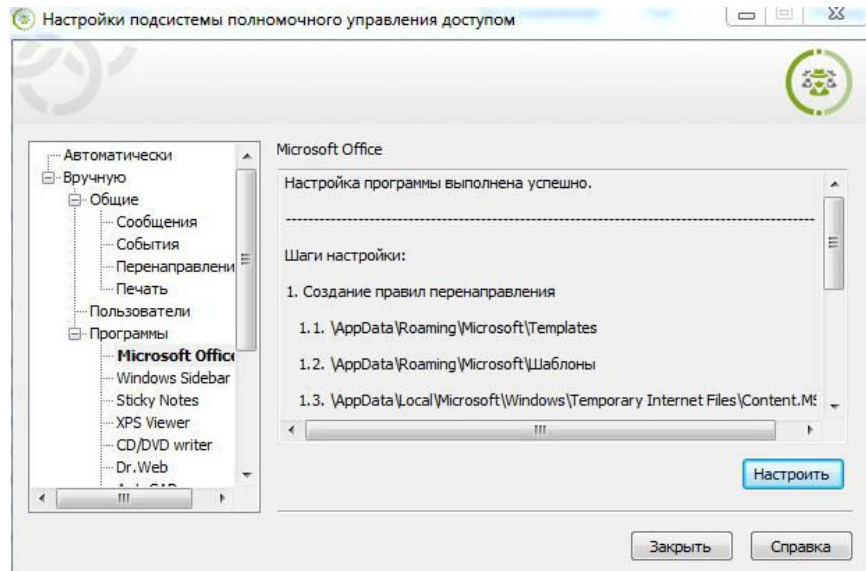 Настройки подсистемы полномочного управления доступом
Автоматически
Вручную
Общие
Сообщения
События
Перенаправлени
Печать
Пользователи
Программы
Microsoft Office
Windows Sidebar
Sticky Notes
XPS Viewer
CD/DVD writer
Dr.Web
Microsoft Office
Настройка программы выполнена успешно.
Шаги настройки:
1. Создание правил перенаправления
1.1. \AppData\Roaming\Microsoft\Templates
1.2. \AppData\Roaming\Microsoft\Шаблоны
1.3. \AppData\Local\Microsoft\Windows\Temporary Internet Files\Content.MS
Настроить
Закрыть
Справка